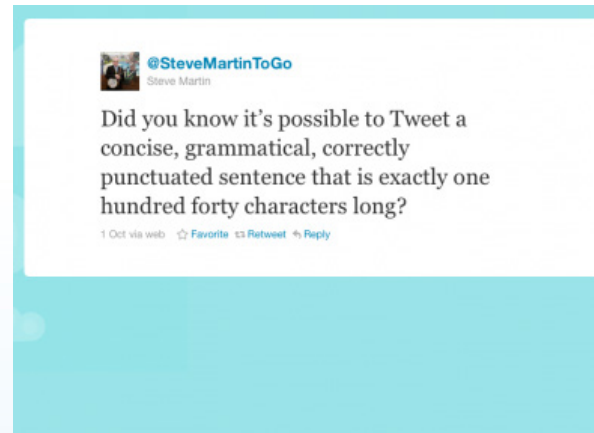 @SteveMartinToGo
Steve Martin
Did you know it’s possible to Tweet a
concise, grammatical, correctly
punctuated sentence that is exactly one
hundred forty characters long?
1 Oct via web Favorite Retweet Reply